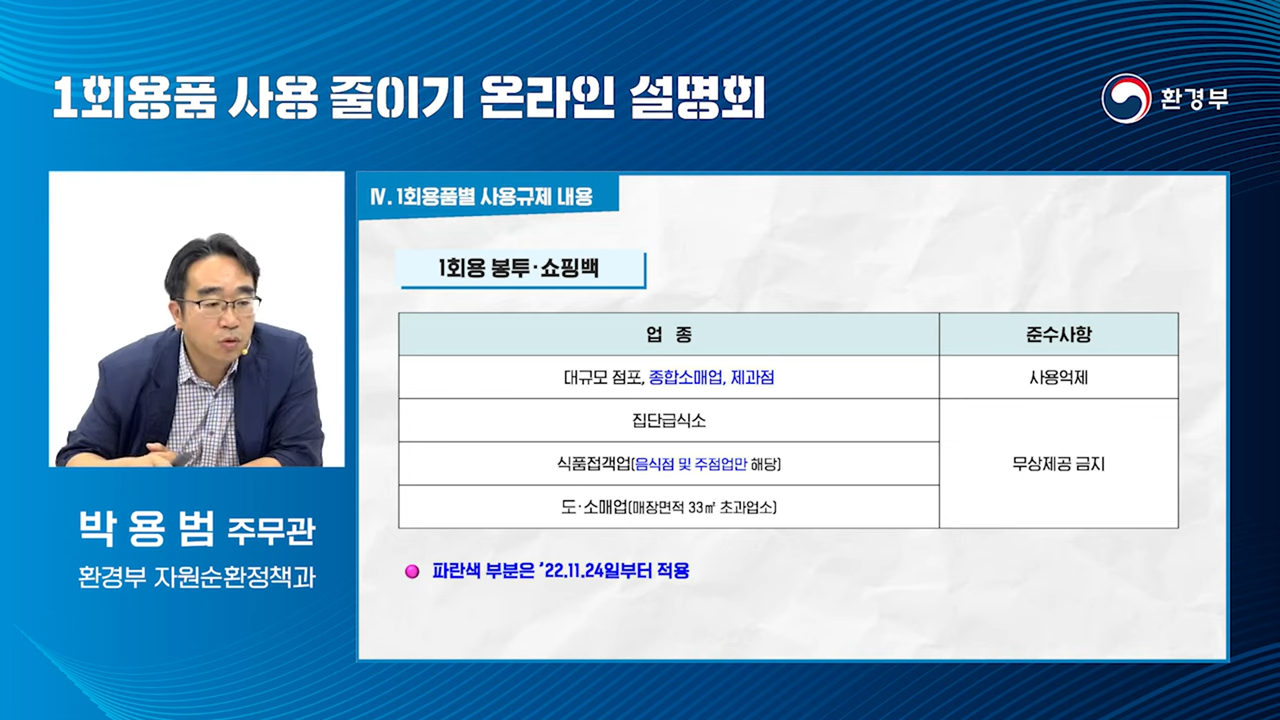 1회용품 사용 줄이기 온라인 설명회
환경부
Ⅳ. 1회용품별 사용규제 내용
1회용 봉투·쇼핑백
업 종
준수사항
대규모 점포, 종합소매업, 제과점
사용억제
집단급식소
식품접객업(음식점 및 주점업만 해당)
무상제공 금지
도·소매업(매장면적 33㎡ 초과업소)
파란색 부분은 '22.11.24일부터 적용
박 용 범 주무관
환경부 자원순환정책과